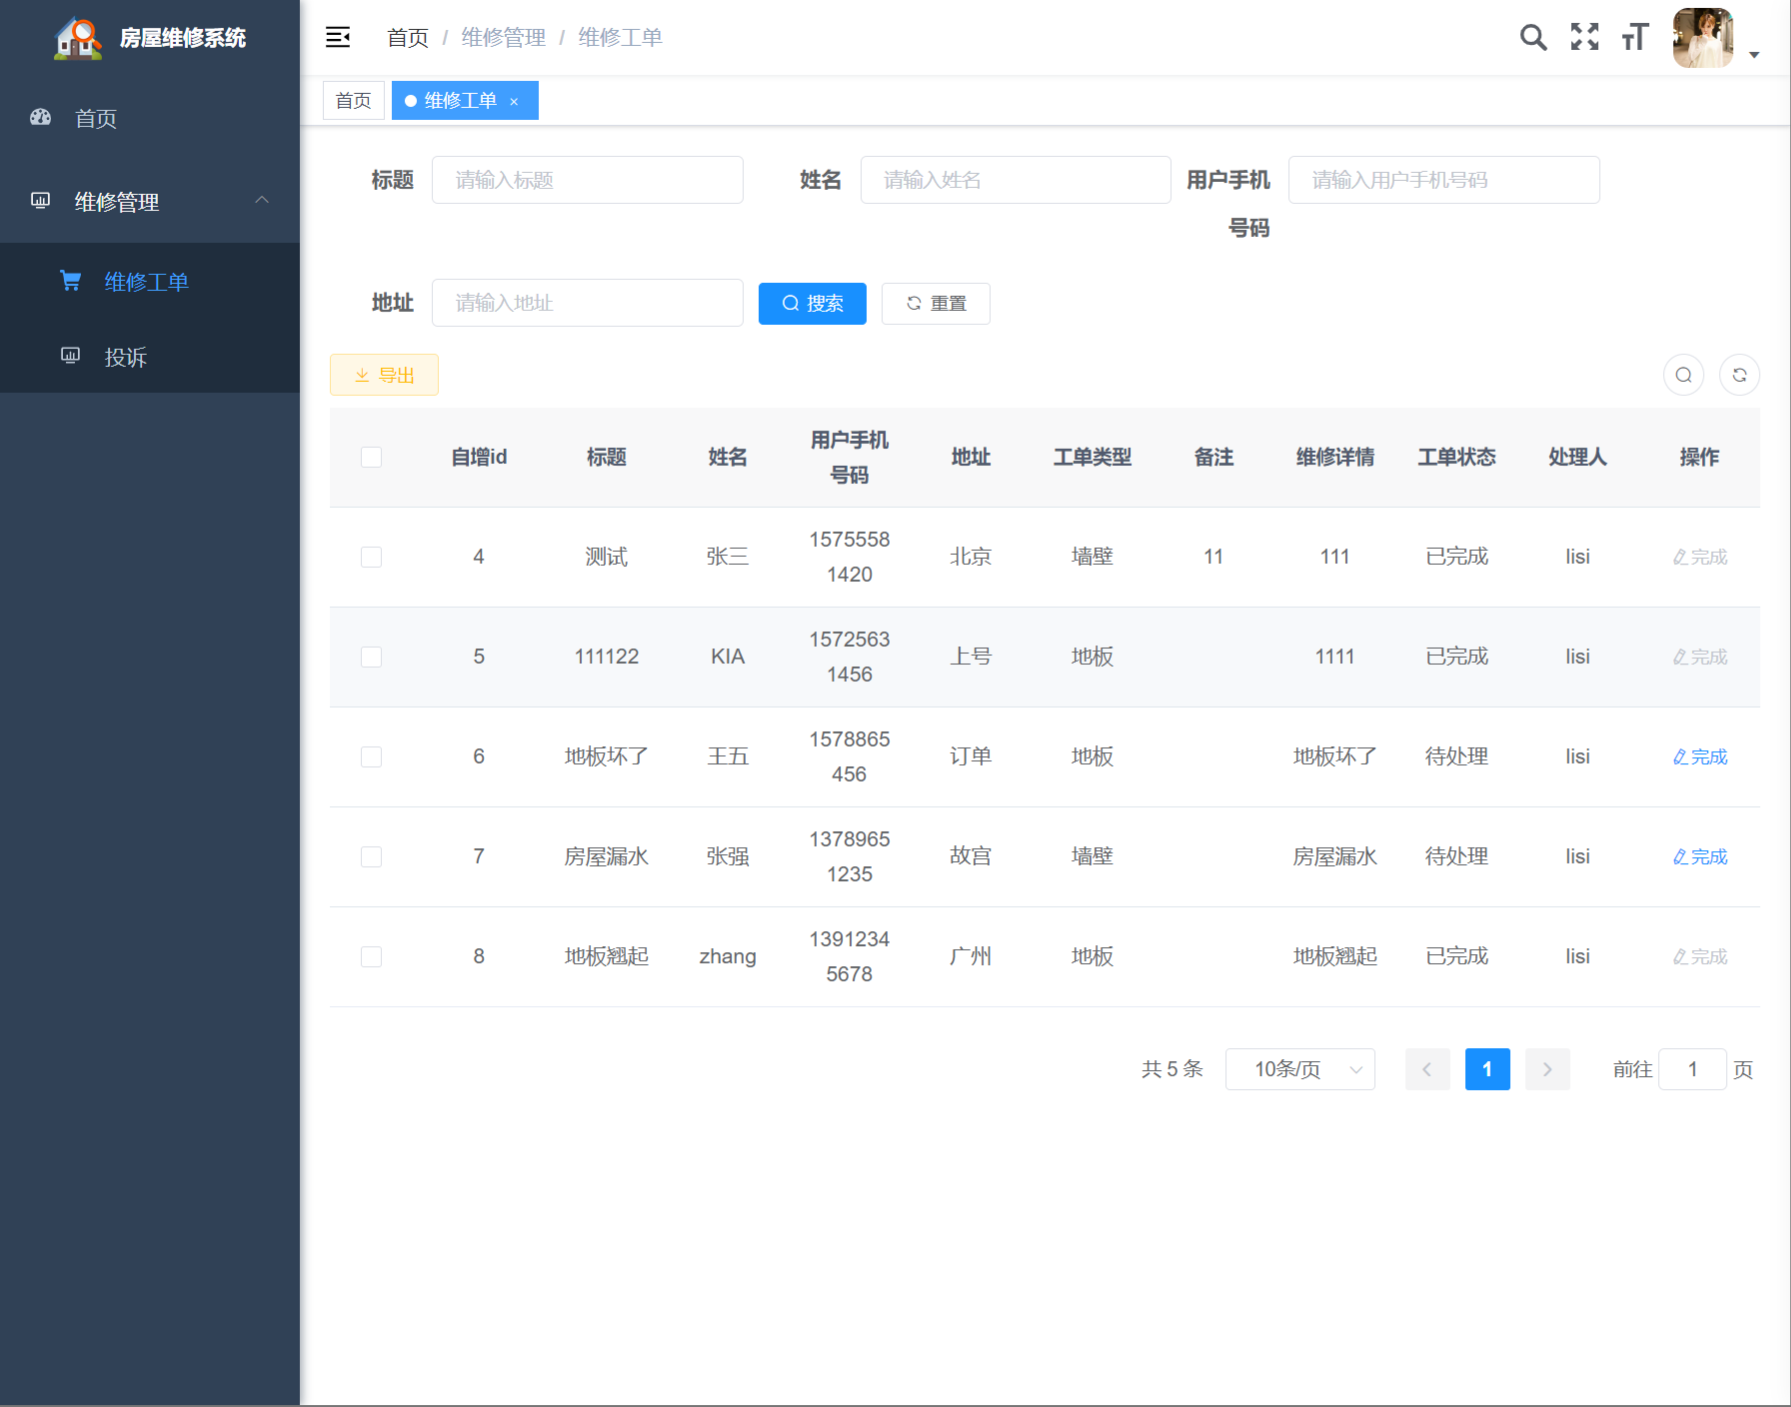 房屋维修系统
首页
维修管理
维修工单
投诉
首页 / 维修管理 / 维修工单
首页
维修工单 ×
标题 请输入标题 姓名 请输入姓名 用户手机号码 请输入用户手机号码
地址 请输入地址 搜索 重置
导出
自增id 标题 姓名 用户手机号码 地址 工单类型 备注 维修详情 工单状态 处理人 操作
4 测试 张三 15755581420 北京 墙壁 11 111 已完成 lisi 完成
5 111122 KIA 15725631456 上号 地板 1111 已完成 lisi 完成
6 地板坏了 王五 1578865456 订单 地板 地板坏了 待处理 lisi 完成
7 房屋漏水 张强 13789651235 故宫 墙壁 房屋漏水 待处理 lisi 完成
8 地板翘起 zhang 13912345678 广州 地板 地板翘起 已完成 lisi 完成
共 5 条 10条/页 1 前往 1 页